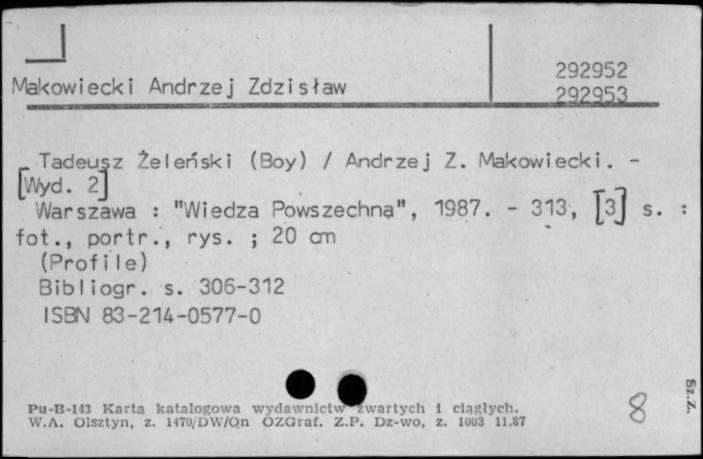 292952
Makowiecki Andrzej Zdzisław
292953
Tadeusz Żeleński (Boy) / Andrzej Z. Makowiecki. -
[Wyd. 2]
Warszawa : "Wiedza Powszechna", 1987. - 313, [3] s. :
fot., portr., rys. ; 20 cm
(Profile)
Bibliogr. s. 306-312
ISBN 83-214-0577-0
Pu-B-143 Karta katalogowa wydawnictw zwartych i ciągłych.
W.A. Olsztyn, z. 1470/DW/On OZGraf. Z.P. Dz-wo, z. 1003 11.87
8
Sz.Z.